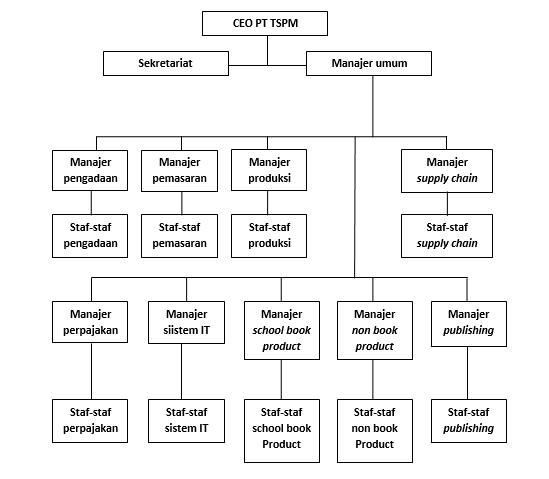 CEO PT TSPM
Sekretariat
Manajer umum
Manajer
pengadaan
Manajer
pemasaran
Manajer
produksi
Manajer
supply chain
Staf-staf
pengadaan
Staf-staf
pemasaran
Staf-staf
produksi
Staf-staf
supply chain
Manajer
perpajakan
Manajer
siistem IT
Manajer
school book
product
Manajer
non book
product
Manajer
publishing
Staf-staf
perpajakan
Staf-staf
sistem IT
Staf-staf
school book
Product
Staf-staf
non book
Product
Staf-staf
publishing